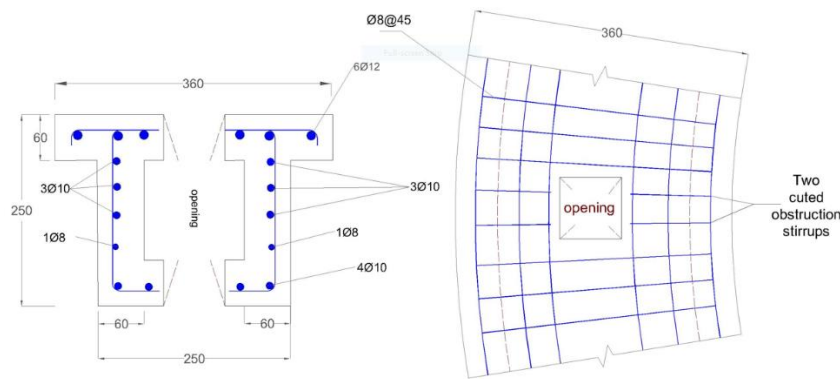 360
6Ø12
60
3Ø10
250
opening
3Ø10
1Ø8
1Ø8
4Ø10
60
60
250
Ø8@45
360
opening
Two
cuted
obstruction
stirrups